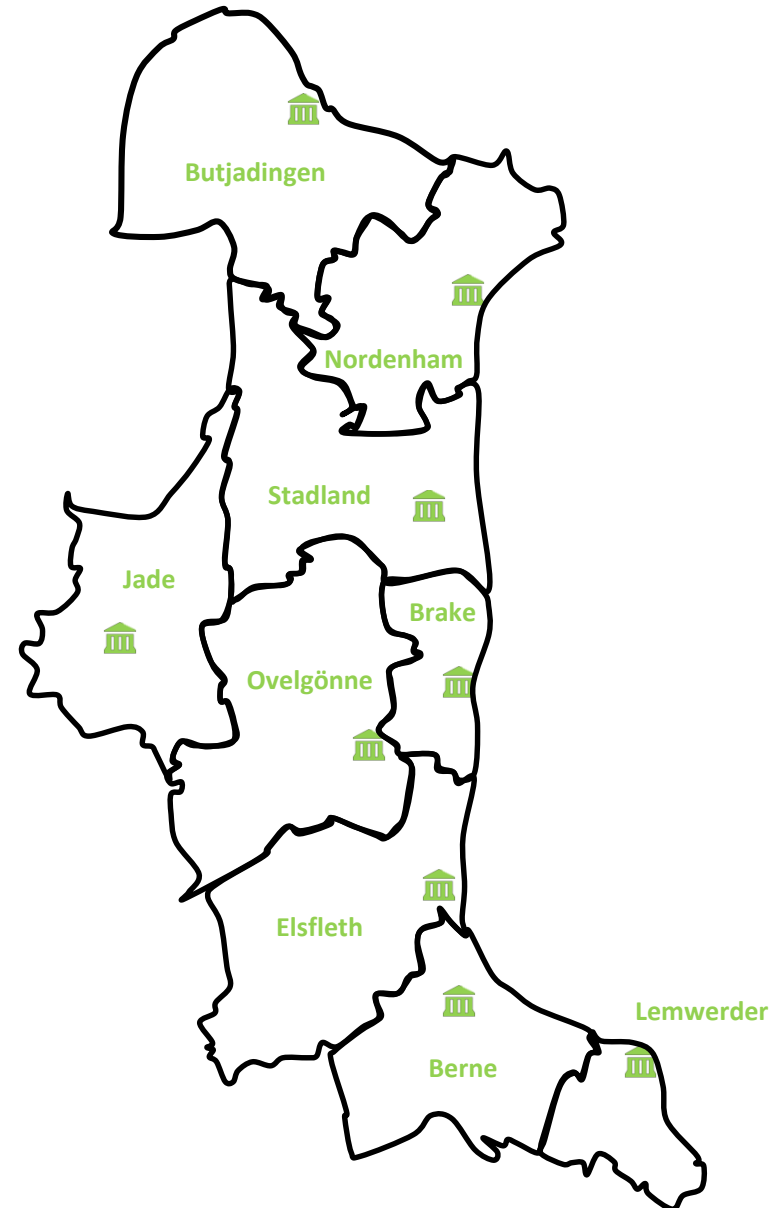 Butjadingen
Nordenham
Stadland
Jade
Brake
Ovelgönne
Elsfleth
Lemwerder
Berne